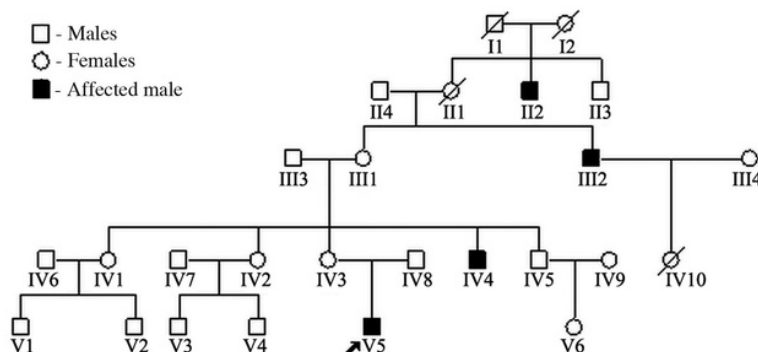 - Males
- Females
- Affected male
I1 I2
II4 II1 II2 II3
III3 III1 III2 III4
IV6 IV1 IV7 IV2 IV3 IV8 IV4 IV5 IV9 IV10
V1 V2 V3 V4 V5 V6